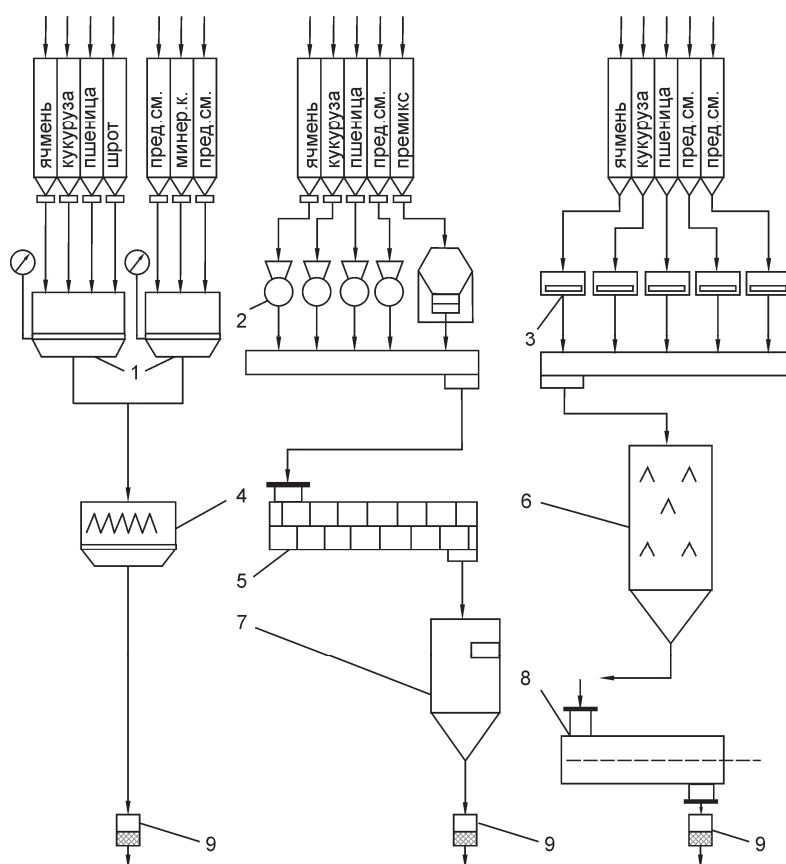 ячмень
кукуруза
пшеница
шрот
пред.см.
минер.к.
пред.см.
ячмень
кукуруза
пшеница
пред.см.
премикс
ячмень
кукуруза
пшеница
пред.см.
пред.см.
1
2
3
4
5
6
7
8
9
9
9